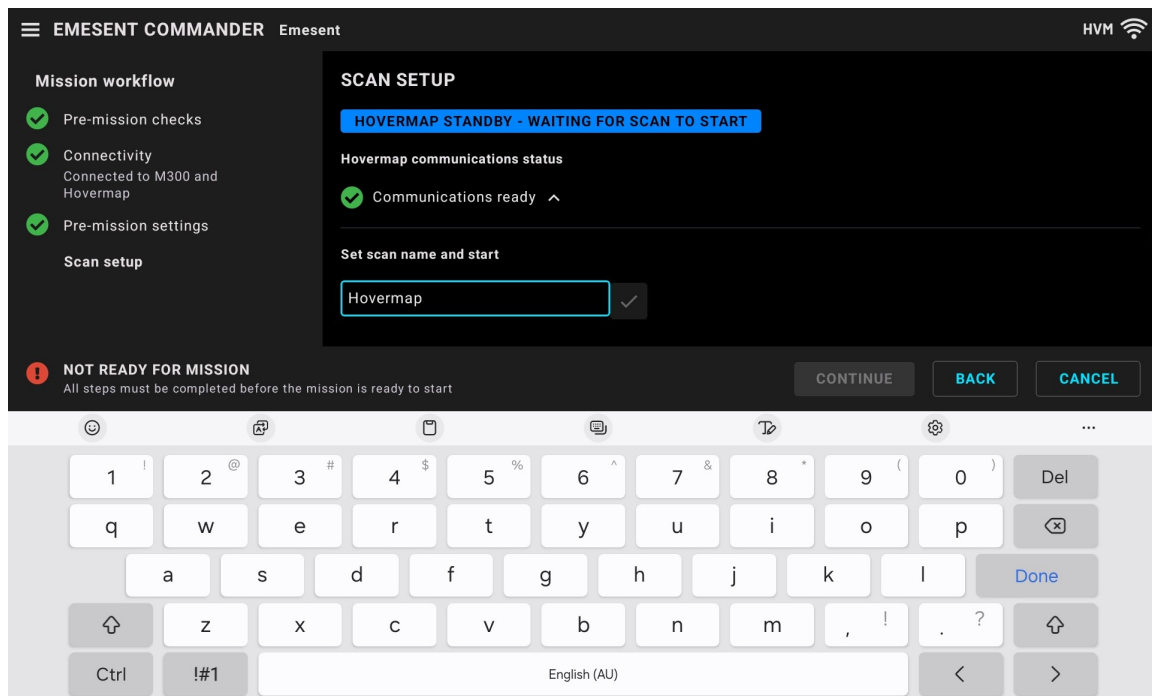 EMESENT COMMANDER Emesent
HVM
Mission workflow
Pre-mission checks
Connectivity
Connected to M300 and
Hovermap
Pre-mission settings
Scan setup
SCAN SETUP
HOVERMAP STANDBY - WAITING FOR SCAN TO START
Hovermap communications status
Communications ready
Set scan name and start
Hovermap
NOT READY FOR MISSION
All steps must be completed before the mission is ready to start
CONTINUE BACK CANCEL
1 ! 2 @ 3 # 4 $ 5 % 6 ^ 7 & 8 * 9 ( 0 ) Del
q w e r t y u i o p
a s d f g h j k l Done
z x c v b n m , ! . ?
Ctrl !#1 English (AU) < >